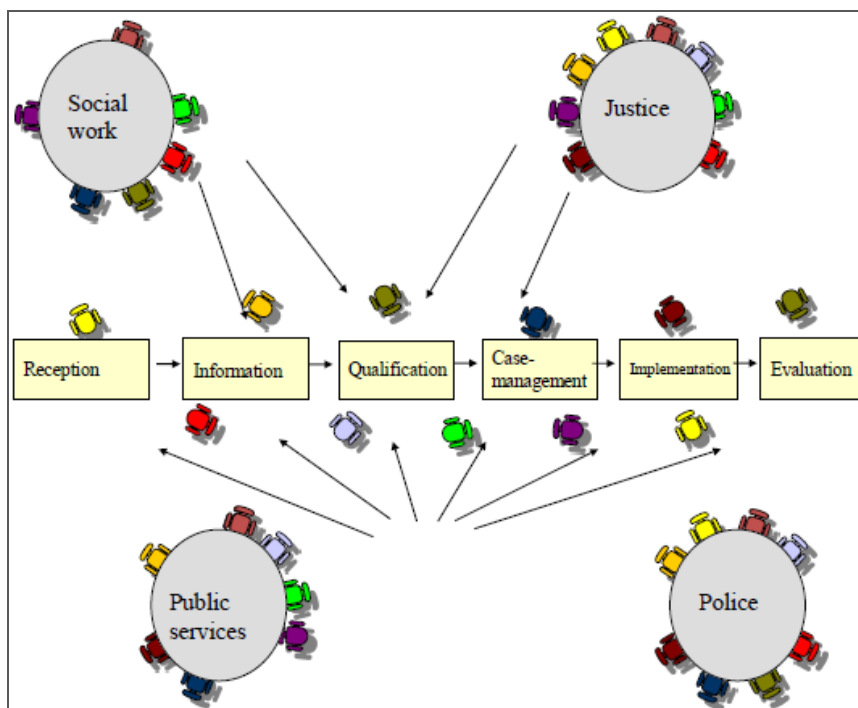 Social
work
Justice
Reception
Information
Qualification
Case-
management
Implementation
Evaluation
Public
services
Police